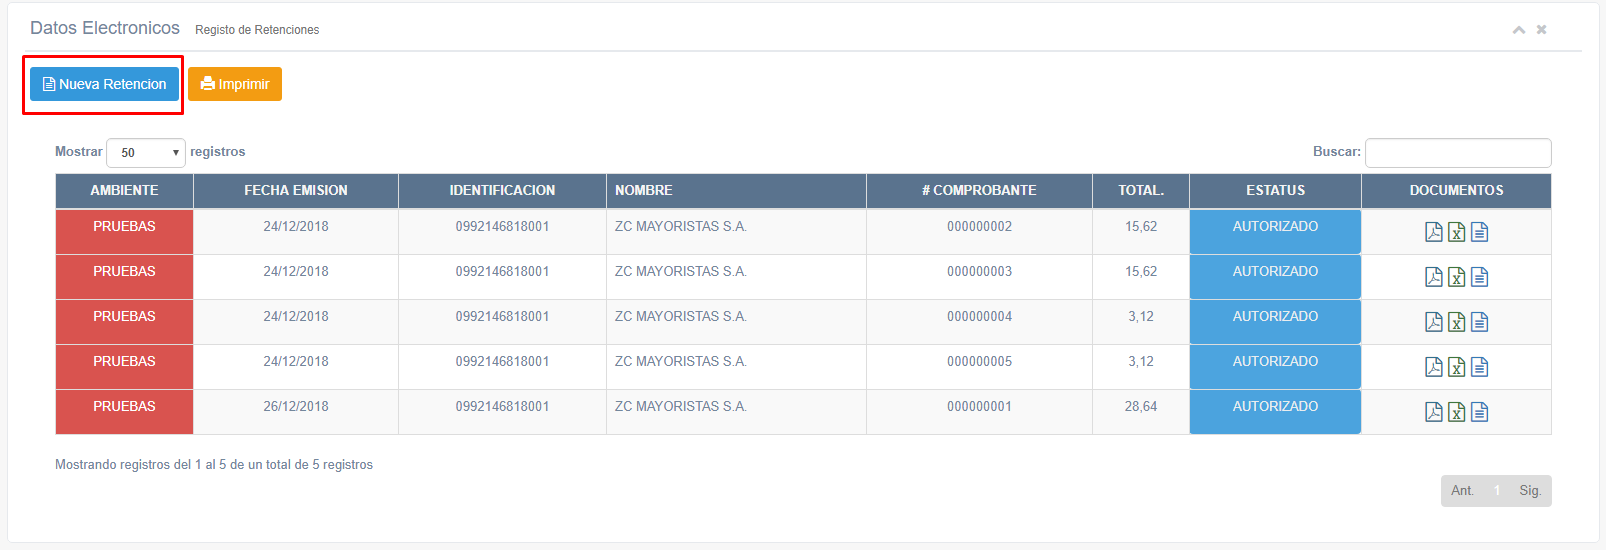 Datos Electronicos Registo de Retenciones
Nueva Retencion Imprimir
Mostrar 50 registros Buscar:
AMBIENTE FECHA EMISION IDENTIFICACION NOMBRE # COMPROBANTE TOTAL. ESTATUS DOCUMENTOS
PRUEBAS 24/12/2018 0992146818001 ZC MAYORISTAS S.A. 000000002 15,62 AUTORIZADO
PRUEBAS 24/12/2018 0992146818001 ZC MAYORISTAS S.A. 000000003 15,62 AUTORIZADO
PRUEBAS 24/12/2018 0992146818001 ZC MAYORISTAS S.A. 000000004 3,12 AUTORIZADO
PRUEBAS 24/12/2018 0992146818001 ZC MAYORISTAS S.A. 000000005 3,12 AUTORIZADO
PRUEBAS 26/12/2018 0992146818001 ZC MAYORISTAS S.A. 000000001 28,64 AUTORIZADO
Mostrando registros del 1 al 5 de un total de 5 registros
Ant. 1 Sig.